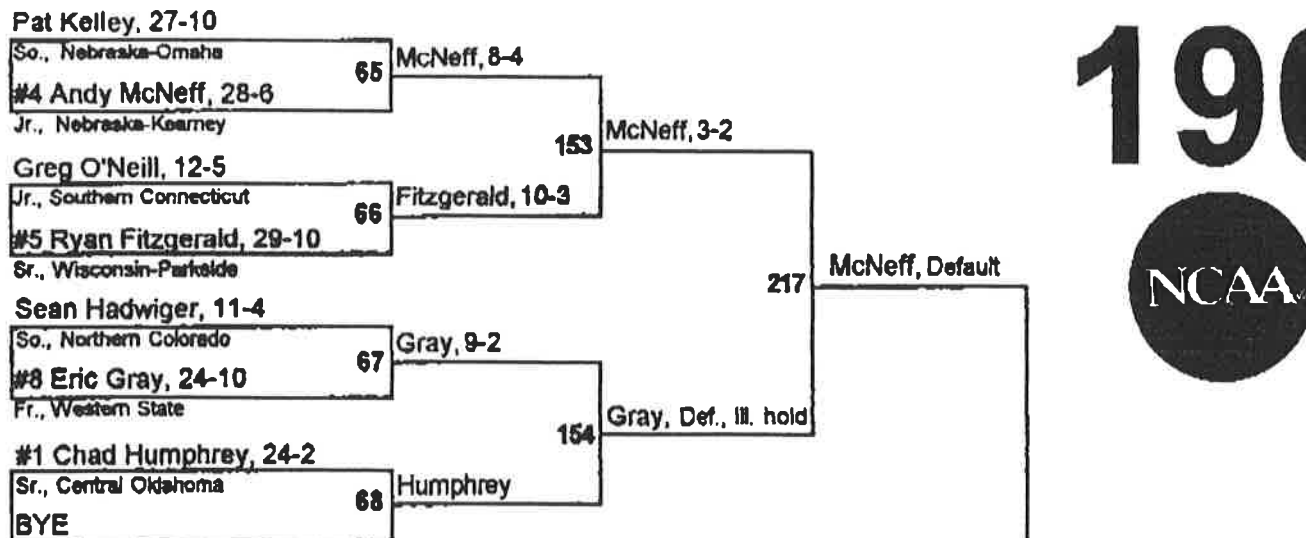 Pat Kelley, 27-10
So., Nebraska-Omaha
65
McNeff, 8-4
#4 Andy McNeff, 28-6
Jr., Nebraska-Kearney
153
McNeff, 3-2
Greg O'Neill, 12-5
Jr., Southern Connecticut
66
Fitzgerald, 10-3
#5 Ryan Fitzgerald, 29-10
Sr., Wisconsin-Parkside
217
McNeff, Default
Sean Hadwiger, 11-4
So., Northern Colorado
67
Gray, 9-2
#8 Eric Gray, 24-10
Fr., Western State
154
Gray, Def., ill. hold
#1 Chad Humphrey, 24-2
Sr., Central Oklahoma
68
Humphrey
BYE
190
NCAA